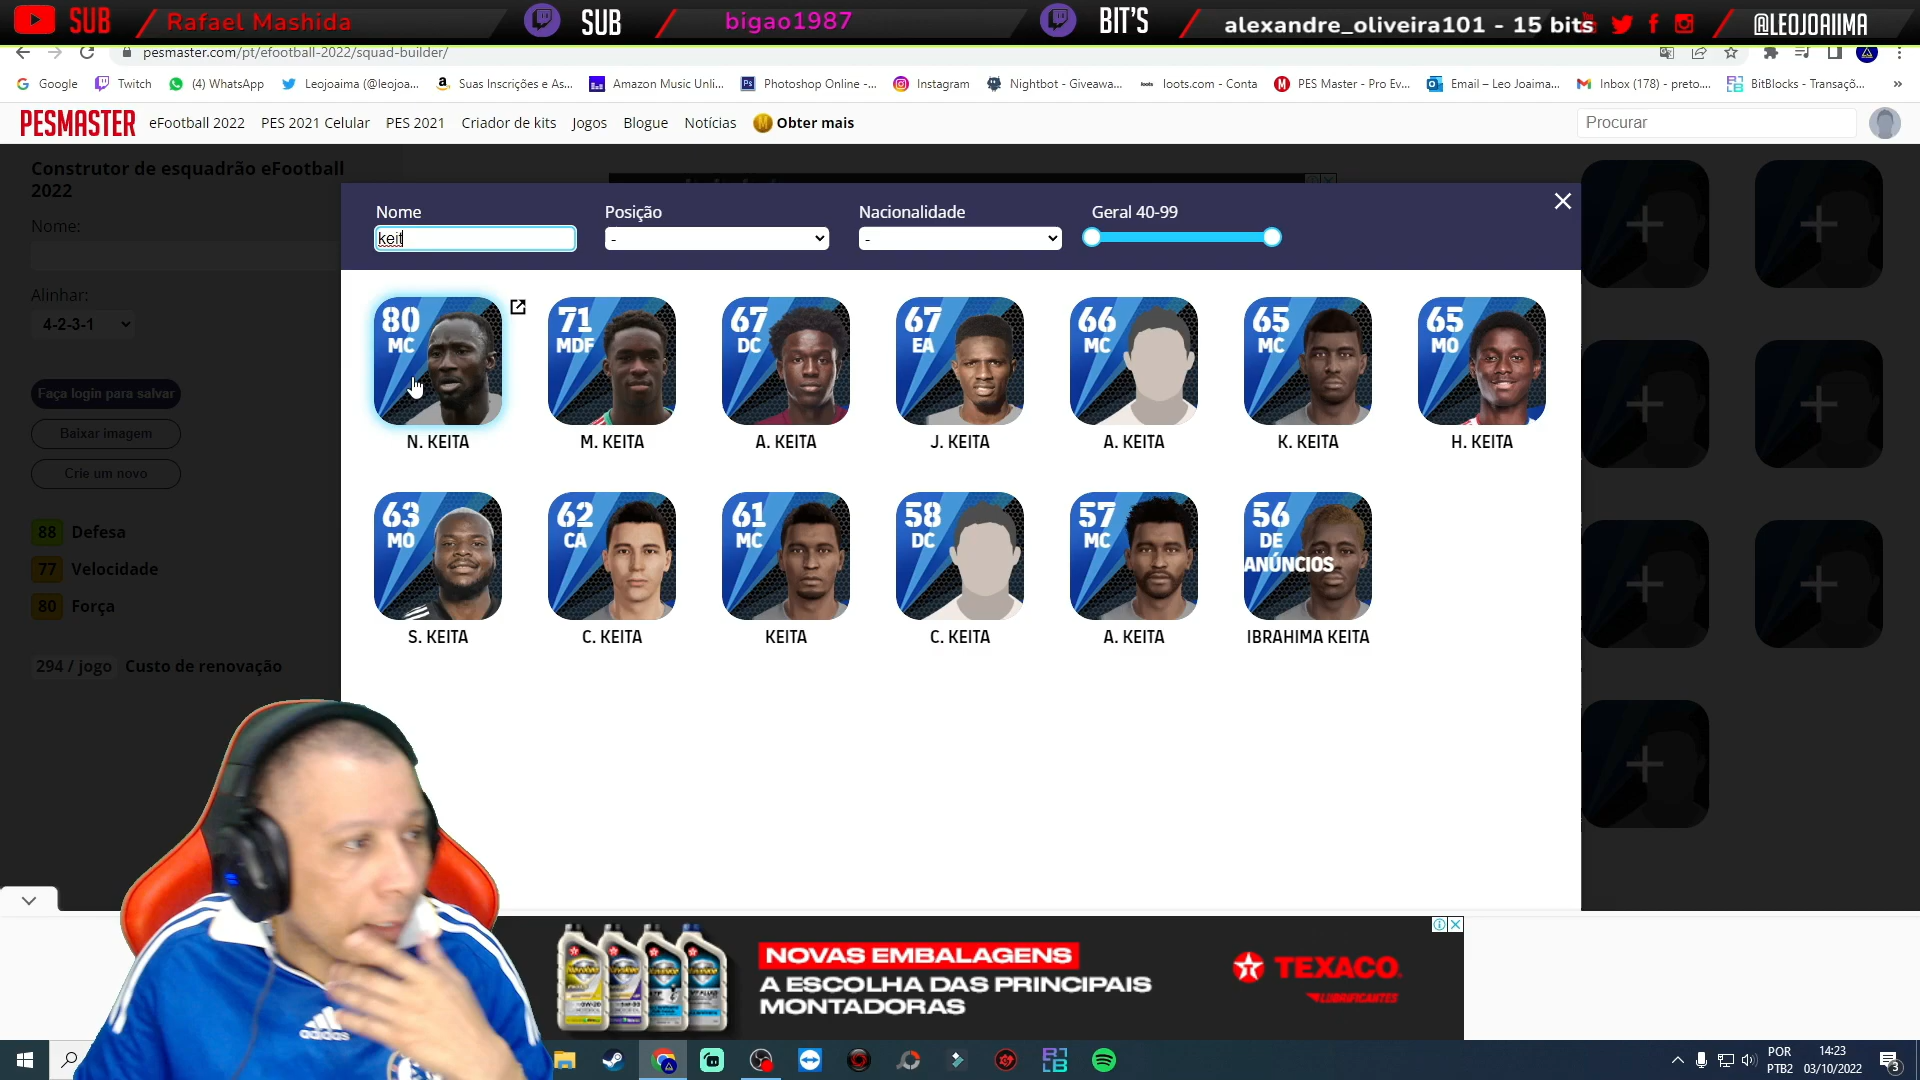 SUB
Rafael Mashida
SUB
bigao1987
BIT'S
alexandre_oliveira101 - 15 bits
@LEOJOAIIMA
pesmaster.com/pt/efootball-2022/squad-builder/
Google
Twitch
(4) WhatsApp
Leojoaima (@leojoa...
Suas Inscrições e As...
Amazon Music Unli...
Photoshop Online -...
Instagram
Nightbot - Giveawa...
loots.com - Conta
PES Master - Pro Ev...
Email – Leo Joaima...
Inbox (178) - preto....
BitBlocks - Transaçõ...
»
PESMASTER
eFootball 2022
PES 2021 Celular
PES 2021
Criador de kits
Jogos
Blogue
Notícias
Obter mais
Procurar
Construtor de esquadrão eFootball
2022
Nome:
Alinhar:
4-2-3-1
Faça login para salvar
Baixar imagem
Crie um novo
88 Defesa
77 Velocidade
80 Força
294 / jogo Custo de renovação
Nome
Posição
Nacionalidade
Geral 40-99
keit
-
-
80
MC
N. KEITA
71
MDF
M. KEITA
67
DC
A. KEITA
67
EA
J. KEITA
66
MC
A. KEITA
65
MC
K. KEITA
65
MO
H. KEITA
63
MO
S. KEITA
62
CA
C. KEITA
61
MC
KEITA
58
DC
C. KEITA
57
MC
A. KEITA
56
DE
ANÚNCIOS
IBRAHIMA KEITA
NOVAS EMBALAGENS
A ESCOLHA DAS PRINCIPAIS
MONTADORAS
TEXACO.
LUBRIFICANTES
adidas
POR
PTB2
14:23
03/10/2022
3